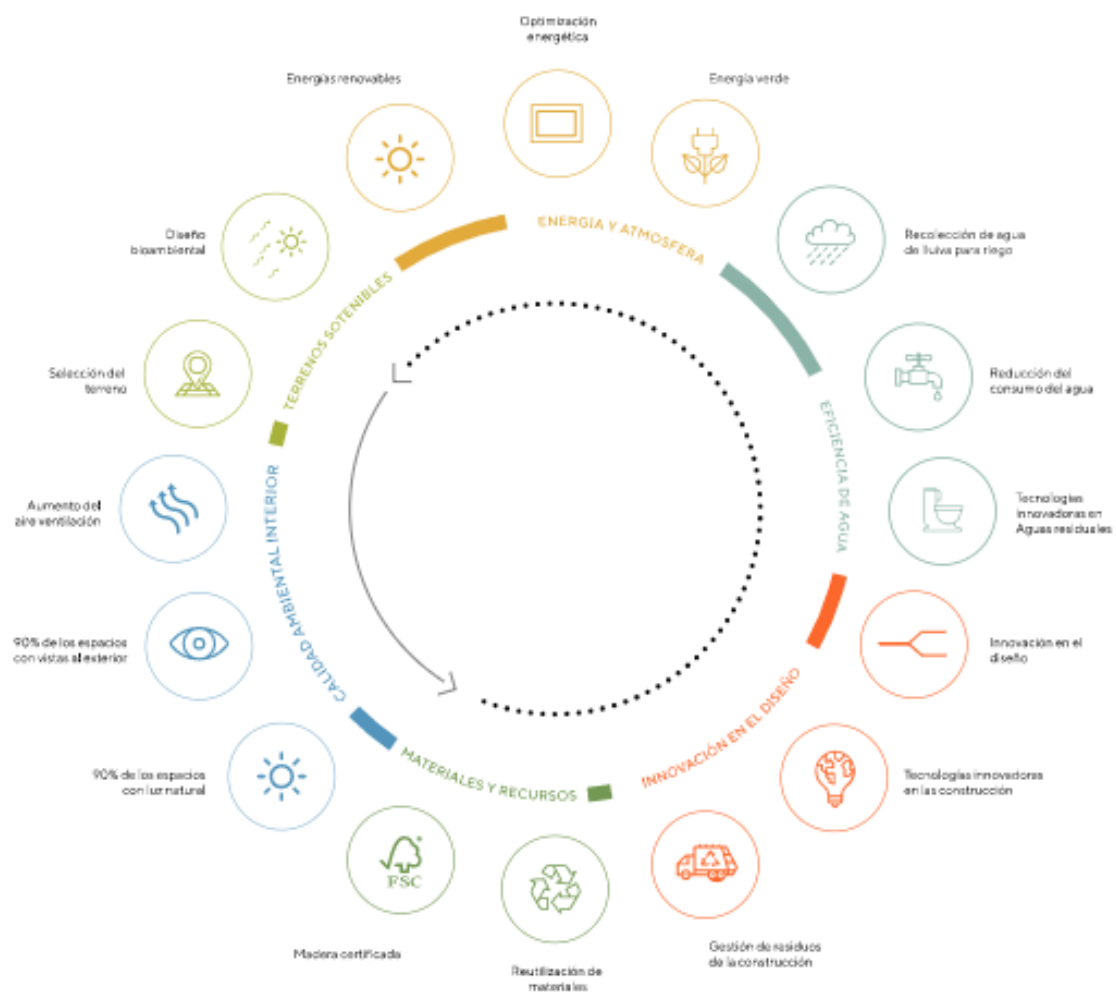 Optimización
energética
Energías renovables
Energía verde
Diseño
bioambiental
Recolección de agua
de lluiva para riego
Selección del
terreno
Reducción del
consumo del agua
Aumento del
aire ventilación
Tecnologías
innovadoras en
Aguas residuales
90% de los espacios
con vistas al exterior
Innovación en el
diseño
90% de los espacios
con luz natural
Tecnologías innovadoras
en las construcción
Madera certificada
Reutilización de
materiales
Gestión de residuos
de la construcción
ENERGÍA Y ATMOSFERA
EFICIENCIA DE AGUA
INNOVACIÓN EN EL DISEÑO
MATERIALES Y RECURSOS
CALIDAD AMBIENTAL INTERIOR
TERRENOS SOTENIBLES
FSC